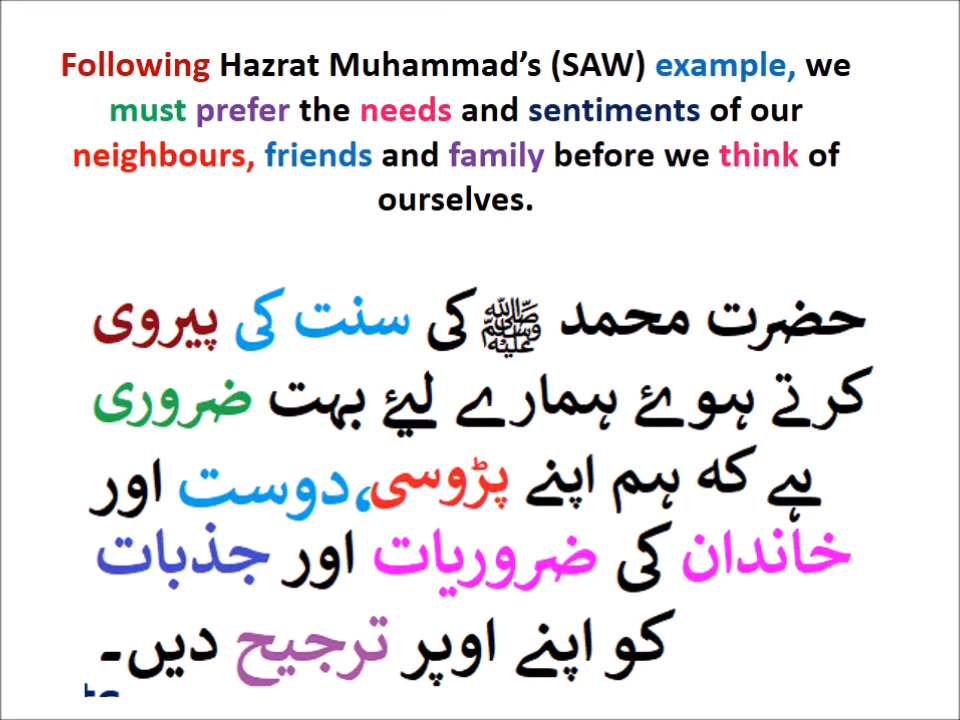 Following Hazrat Muhammad’s (SAW) example, we
must prefer the needs and sentiments of our
neighbours, friends and family before we think of
ourselves.
حضرت محمد ﷺ کی سنت کی پیروی
کرتے ہوۓ ہمارے لیۓ بہت ضروری
ہے کہ ہم اپنے پڑوسی،دوست اور
خاندان کی ضروریات اور جذبات
کو اپنے اوپر ترجیح دیں۔